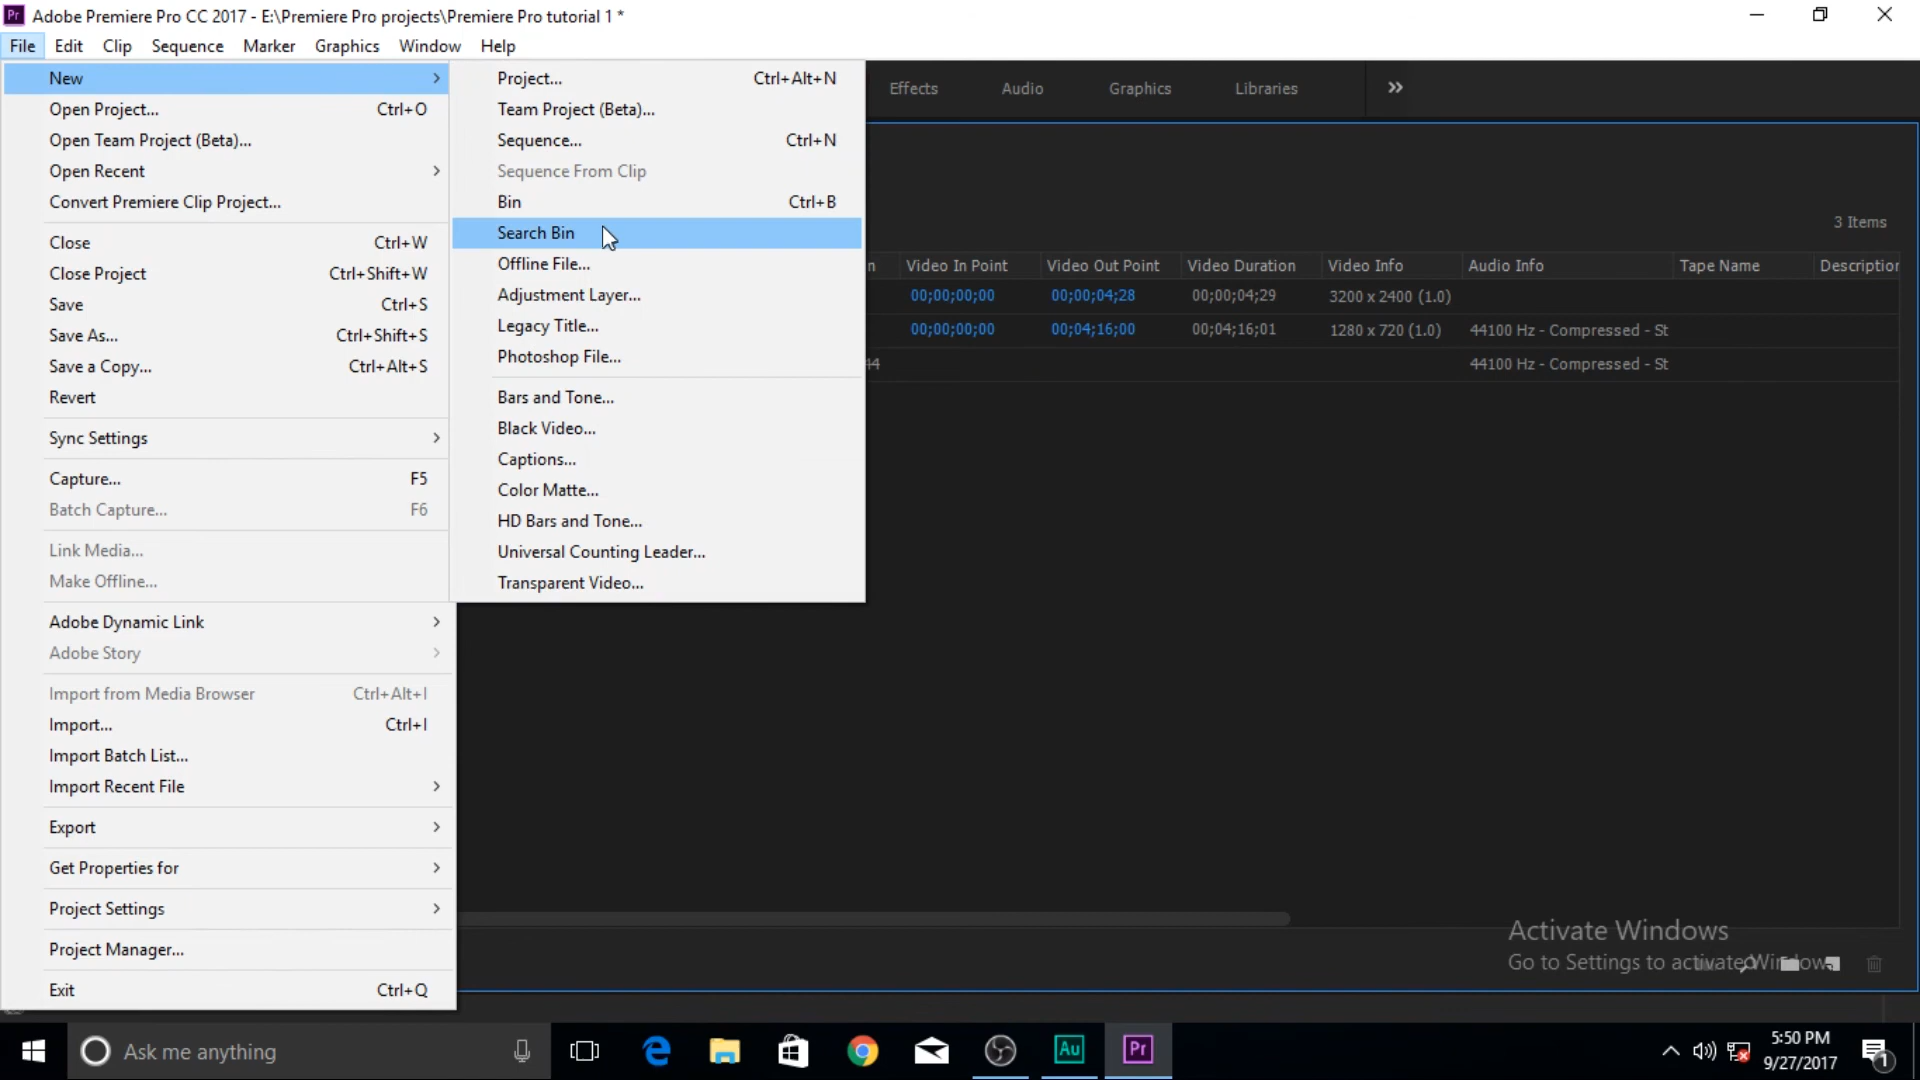 Pr Adobe Premiere Pro CC 2017 - E:\Premiere Pro projects\Premiere Pro tutorial 1 *
File Edit Clip Sequence Marker Graphics Window Help
New
Open Project... Ctrl+O
Open Team Project (Beta)...
Open Recent
Convert Premiere Clip Project...
Close Ctrl+W
Close Project Ctrl+Shift+W
Save Ctrl+S
Save As... Ctrl+Shift+S
Save a Copy... Ctrl+Alt+S
Revert
Sync Settings
Capture... F5
Batch Capture... F6
Link Media...
Make Offline...
Adobe Dynamic Link
Adobe Story
Import from Media Browser Ctrl+Alt+I
Import... Ctrl+I
Import Batch List...
Import Recent File
Export
Get Properties for
Project Settings
Project Manager...
Exit Ctrl+Q
Project... Ctrl+Alt+N
Team Project (Beta)...
Sequence... Ctrl+N
Sequence From Clip
Bin Ctrl+B
Search Bin
Offline File...
Adjustment Layer...
Legacy Title...
Photoshop File...
Bars and Tone...
Black Video...
Captions...
Color Matte...
HD Bars and Tone...
Universal Counting Leader...
Transparent Video...
Effects Audio Graphics Libraries
3 Items
n Video In Point Video Out Point Video Duration Video Info Audio Info Tape Name Description
00;00;00;00 00;00;04;28 00;00;04;29 3200 x 2400 (1.0)
00;00;00;00 00;04;16;00 00;04;16;01 1280 x 720 (1.0) 44100 Hz - Compressed - St
44 44100 Hz - Compressed - St
Activate Windows
Go to Settings to activate Windows
Ask me anything
Au Pr
5:50 PM
9/27/2017
1